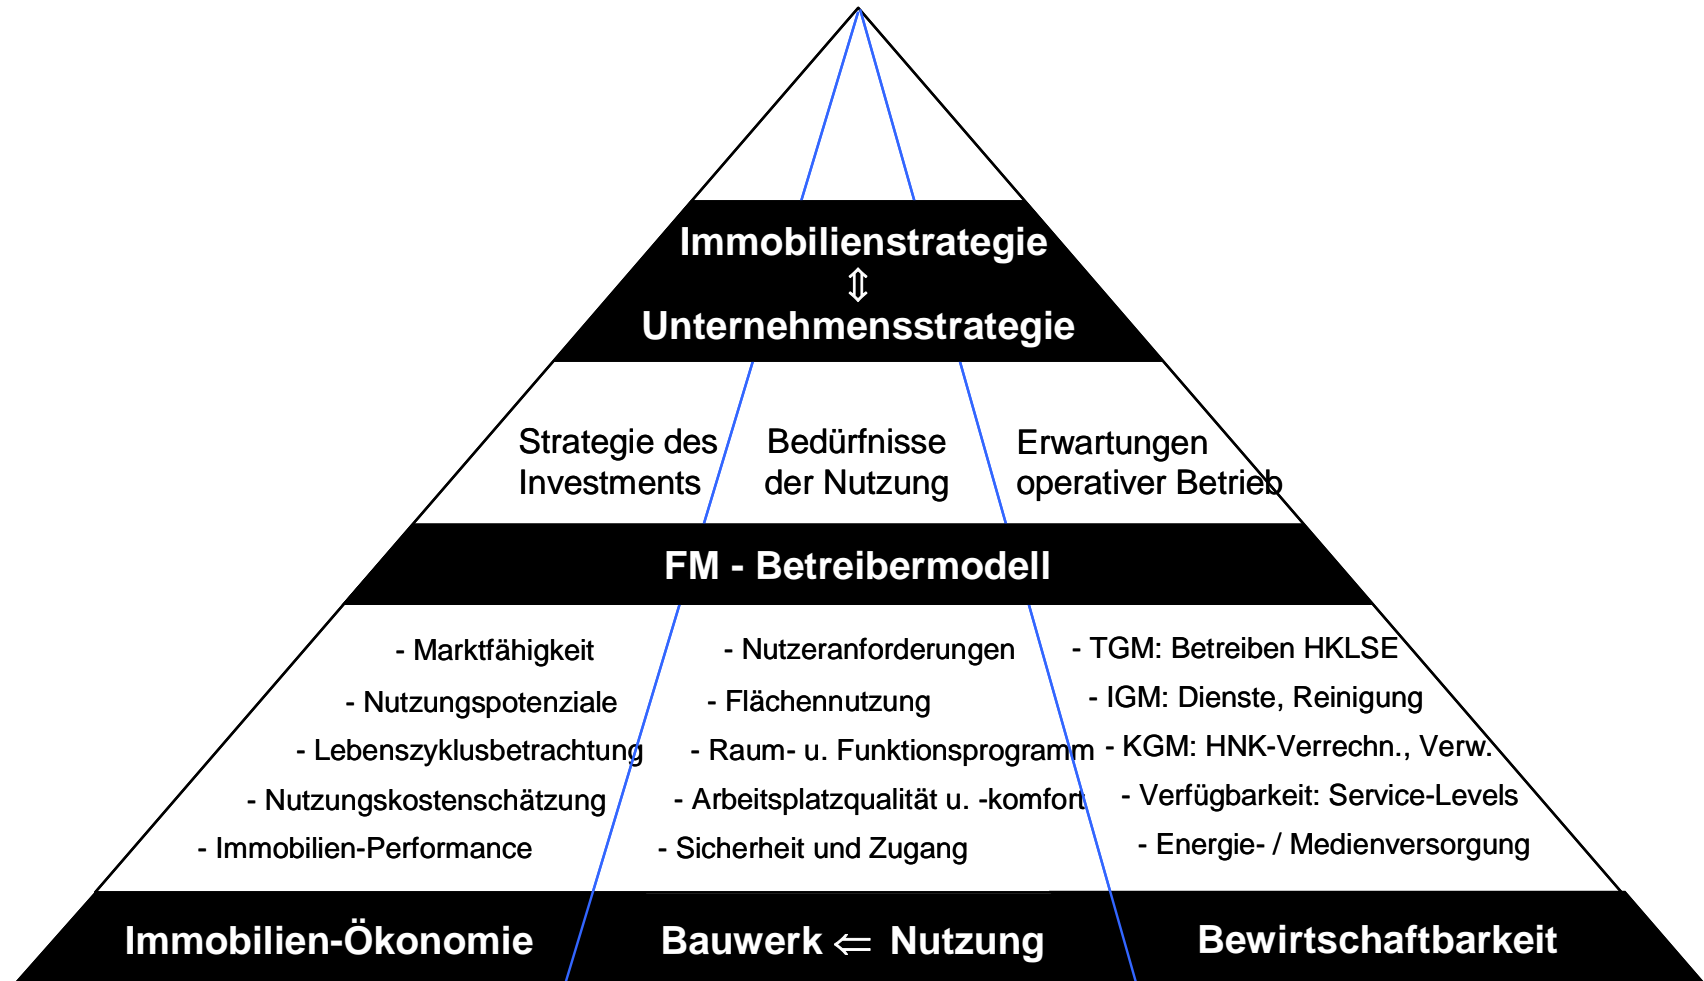 Immobilienstrategie
⇕
Unternehmensstrategie
Strategie des
Investments
Bedürfnisse
der Nutzung
Erwartungen
operativer Betrieb
FM - Betreibermodell
- Marktfähigkeit
- Nutzungspotenziale
- Lebenszyklusbetrachtung
- Nutzungskostenschätzung
- Immobilien-Performance
- Nutzeranforderungen
- Flächennutzung
- Raum- u. Funktionsprogramm
- Arbeitsplatzqualität u. -komfort
- Sicherheit und Zugang
- TGM: Betreiben HKLSE
- IGM: Dienste, Reinigung
- KGM: HNK-Verrechn., Verw.
- Verfügbarkeit: Service-Levels
- Energie- / Medienversorgung
Immobilien-Ökonomie
Bauwerk ⇐ Nutzung
Bewirtschaftbarkeit